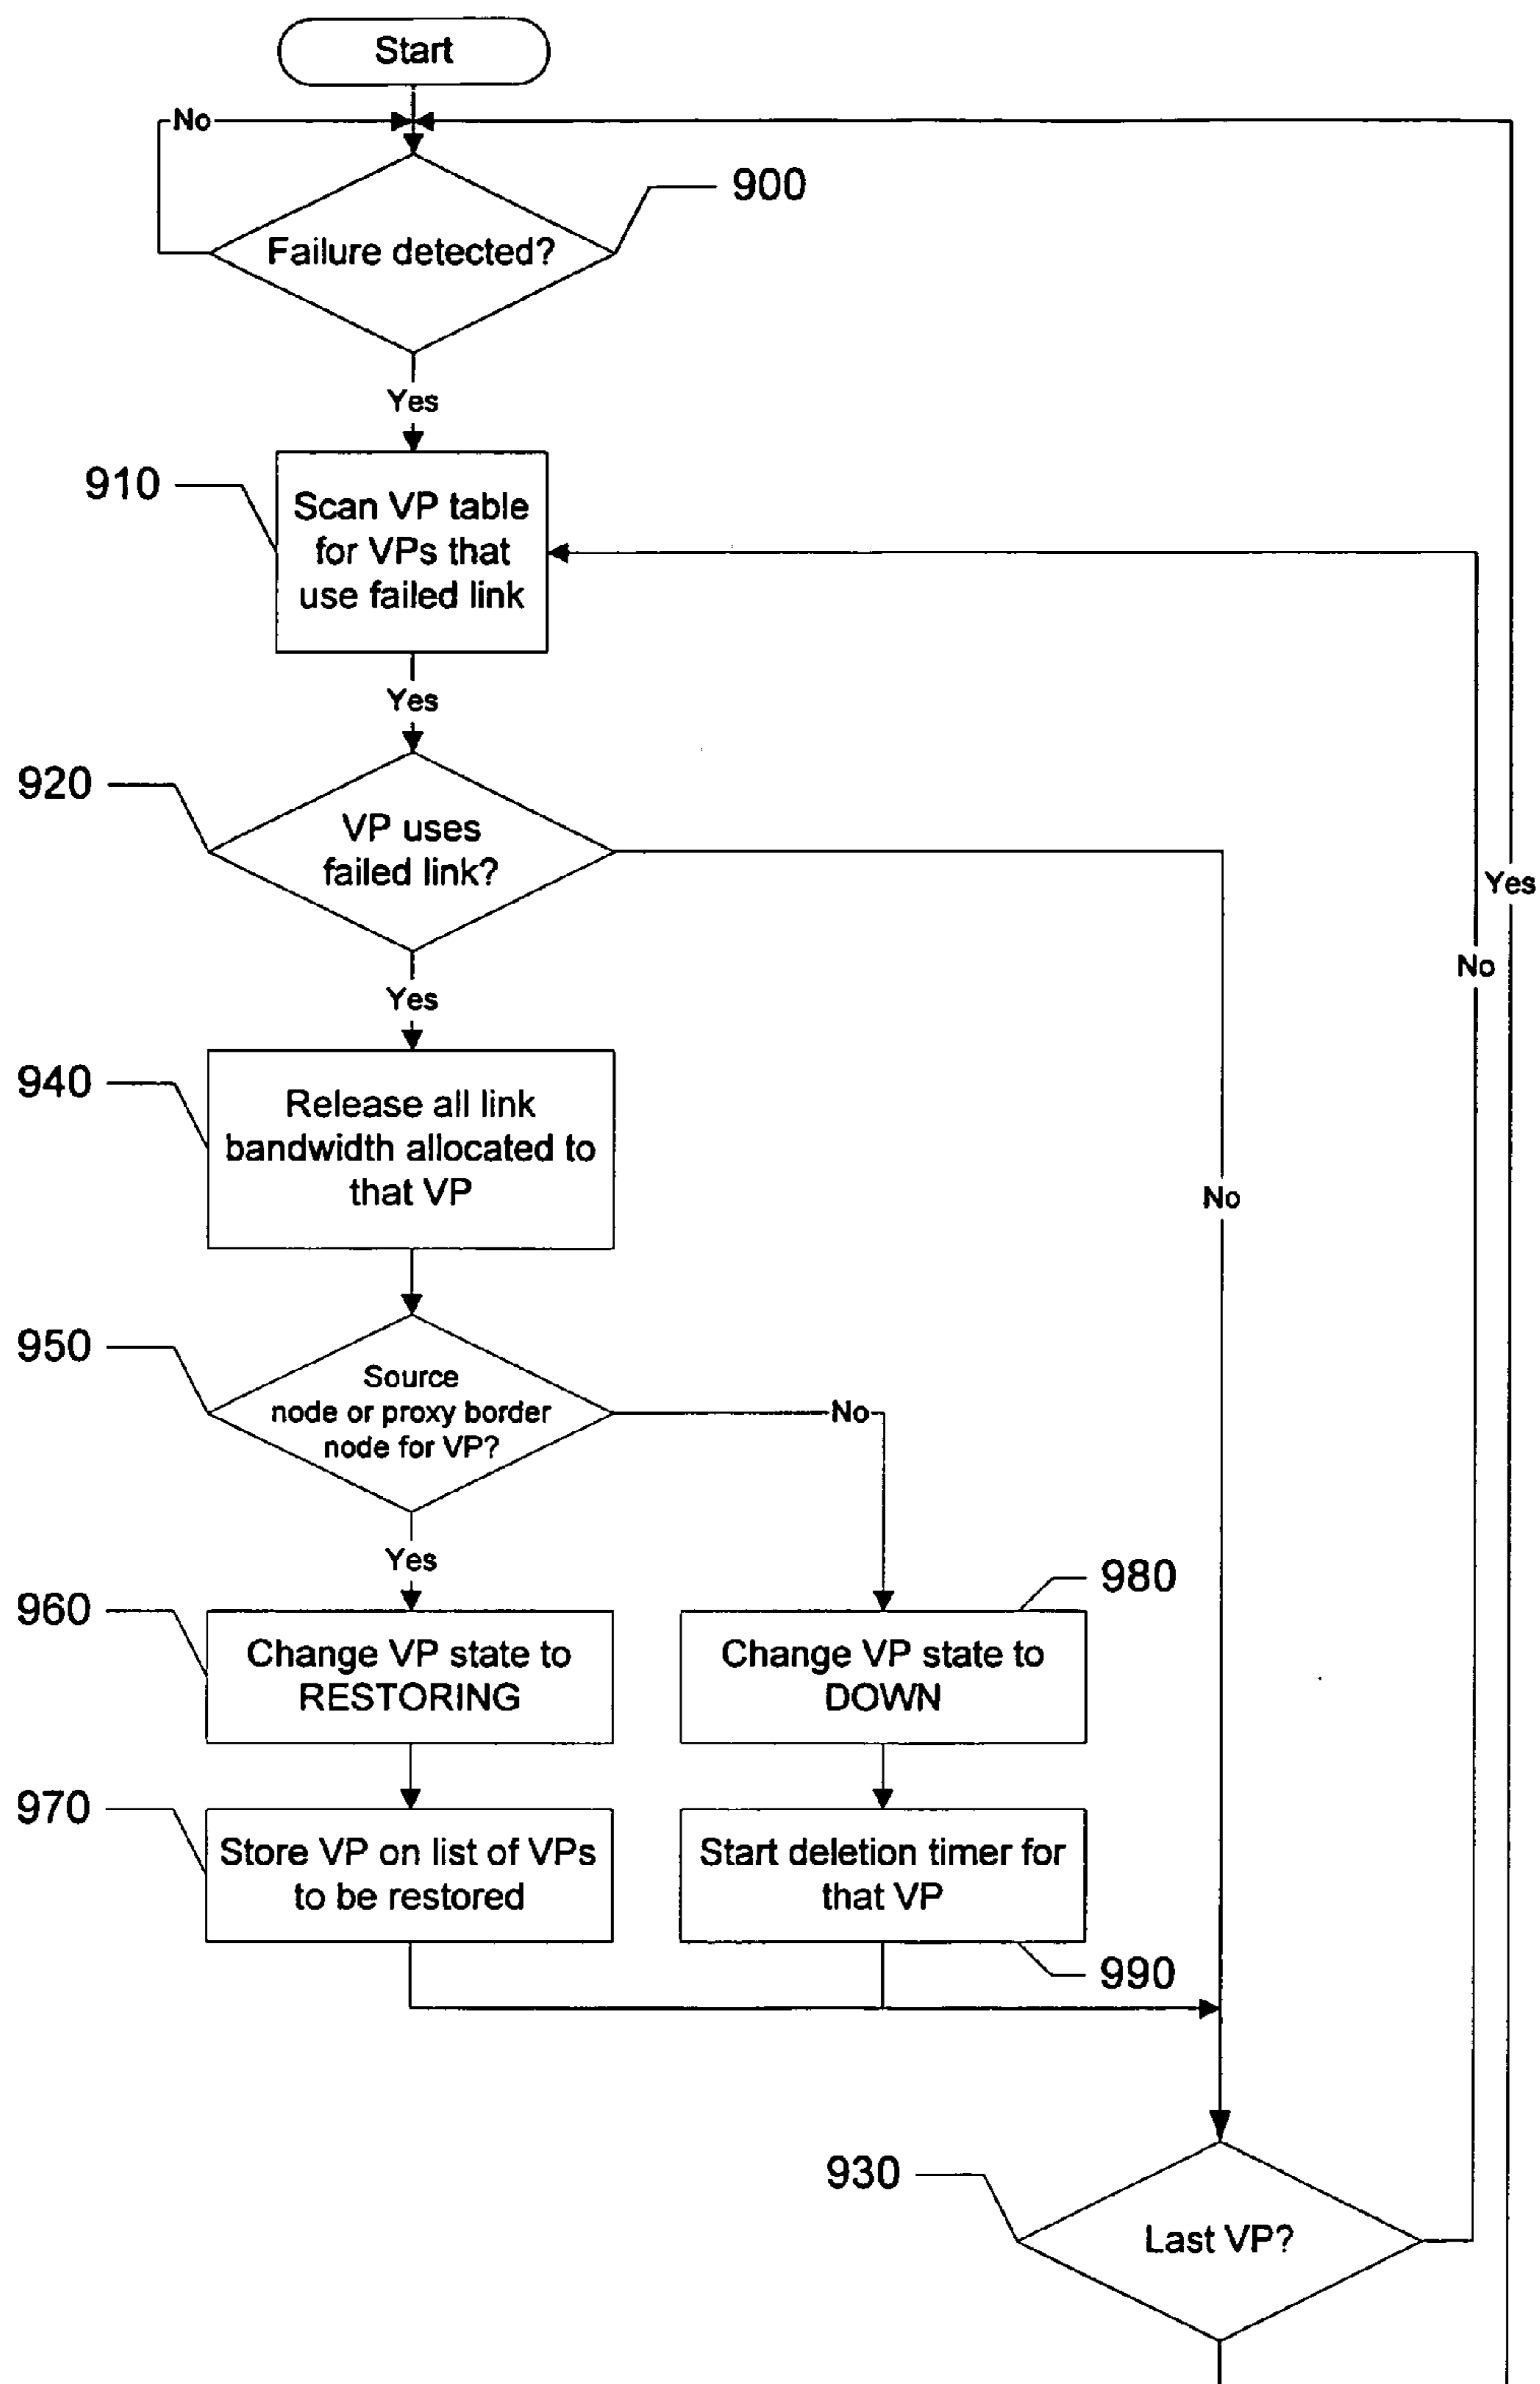 Start
No
900
Failure detected?
Yes
910
Scan VP table
for VPs that
use failed link
Yes
920
VP uses
failed link?
Yes
No
Yes
940
Release all link
bandwidth allocated to
that VP
No
950
Source
node or proxy border
node for VP?
No
Yes
960
980
Change VP state to
RESTORING
Change VP state to
DOWN
970
Store VP on list of VPs
to be restored
Start deletion timer for
that VP
990
930
Last VP?